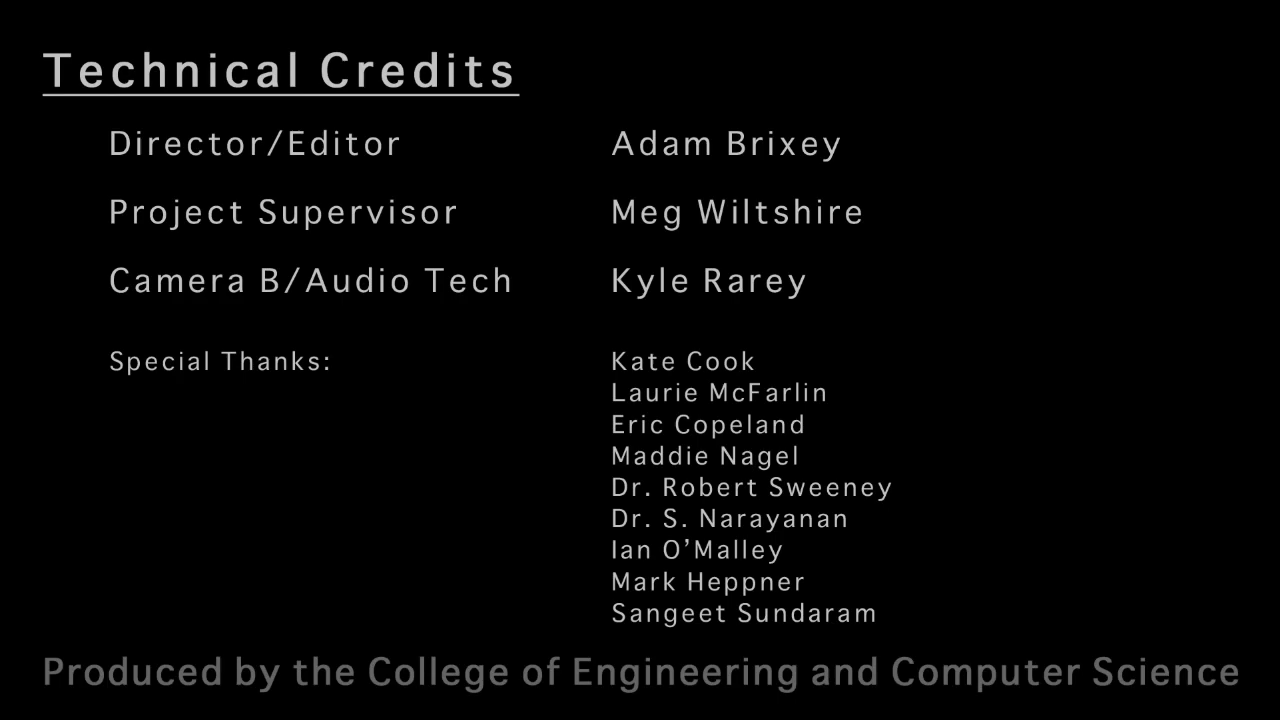 Technical Credits
Director/Editor Adam Brixey
Project Supervisor Meg Wiltshire
Camera B/Audio Tech Kyle Rarey
Special Thanks: Kate Cook
Laurie McFarlin
Eric Copeland
Maddie Nagel
Dr. Robert Sweeney
Dr. S. Narayanan
Ian O’Malley
Mark Heppner
Sangeet Sundaram
Produced by the College of Engineering and Computer Science